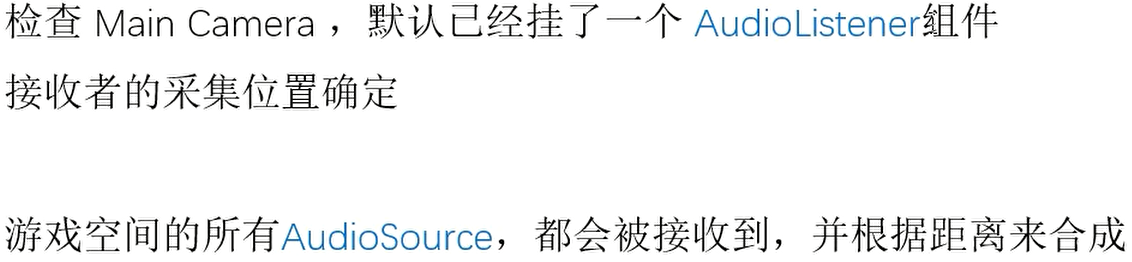 检查 Main Camera ，默认已经挂了一个 AudioListener组件
接收者的采集位置确定
游戏空间的所有AudioSource，都会被接收到，并根据距离来合成